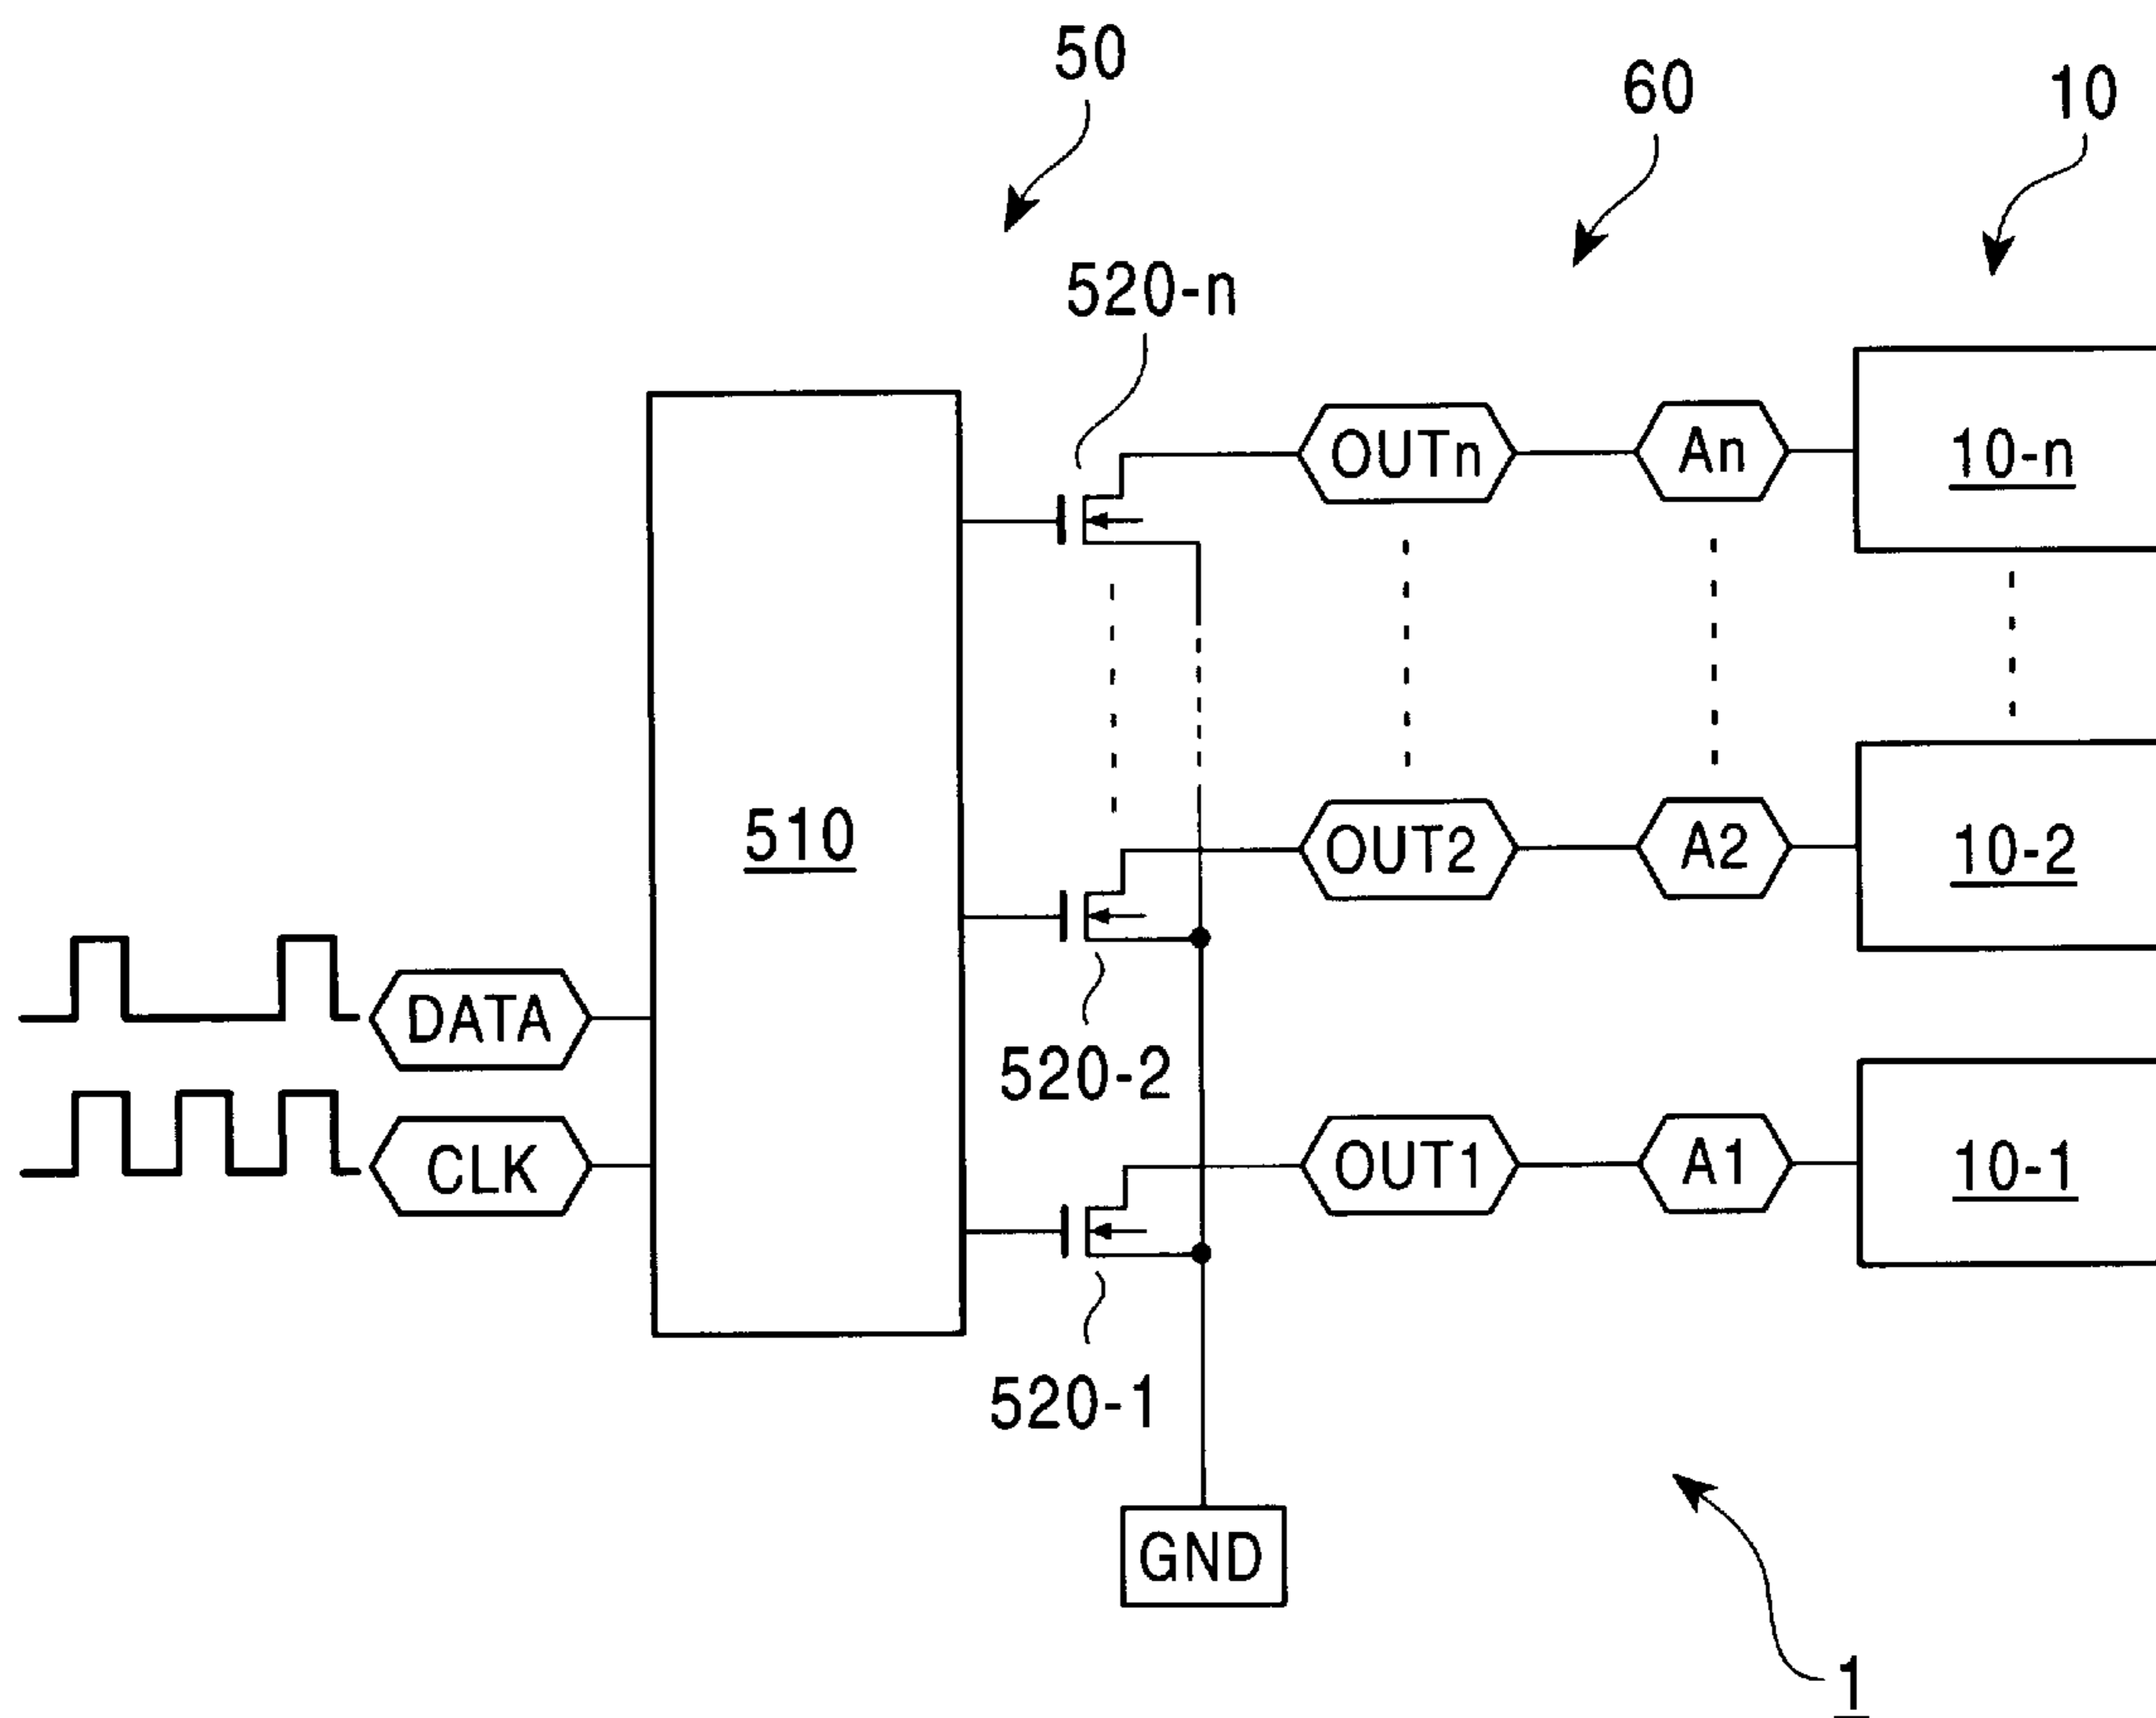 50
60
10
520-n
OUTn
An
10-n
510
OUT2
A2
10-2
DATA
520-2
CLK
OUT1
A1
10-1
520-1
GND
1